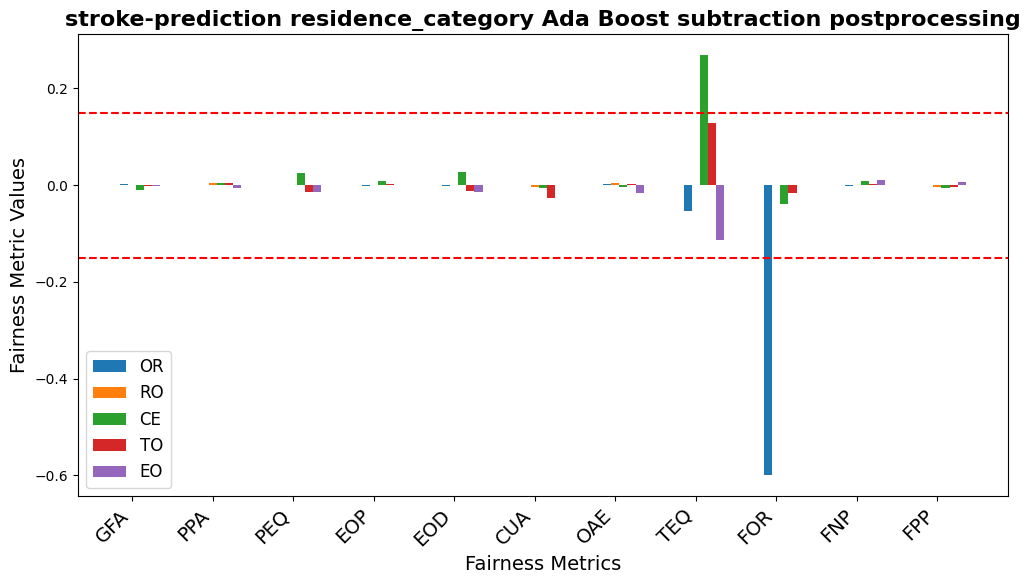 stroke-prediction residence_category Ada Boost subtraction postprocessing
Fairness Metric Values
0.2
0.0
−0.2
−0.4
−0.6
OR
RO
CE
TO
EO
GFA
PPA
PEQ
EOP
EOD
CUA
OAE
TEQ
FOR
FNP
FPP
Fairness Metrics